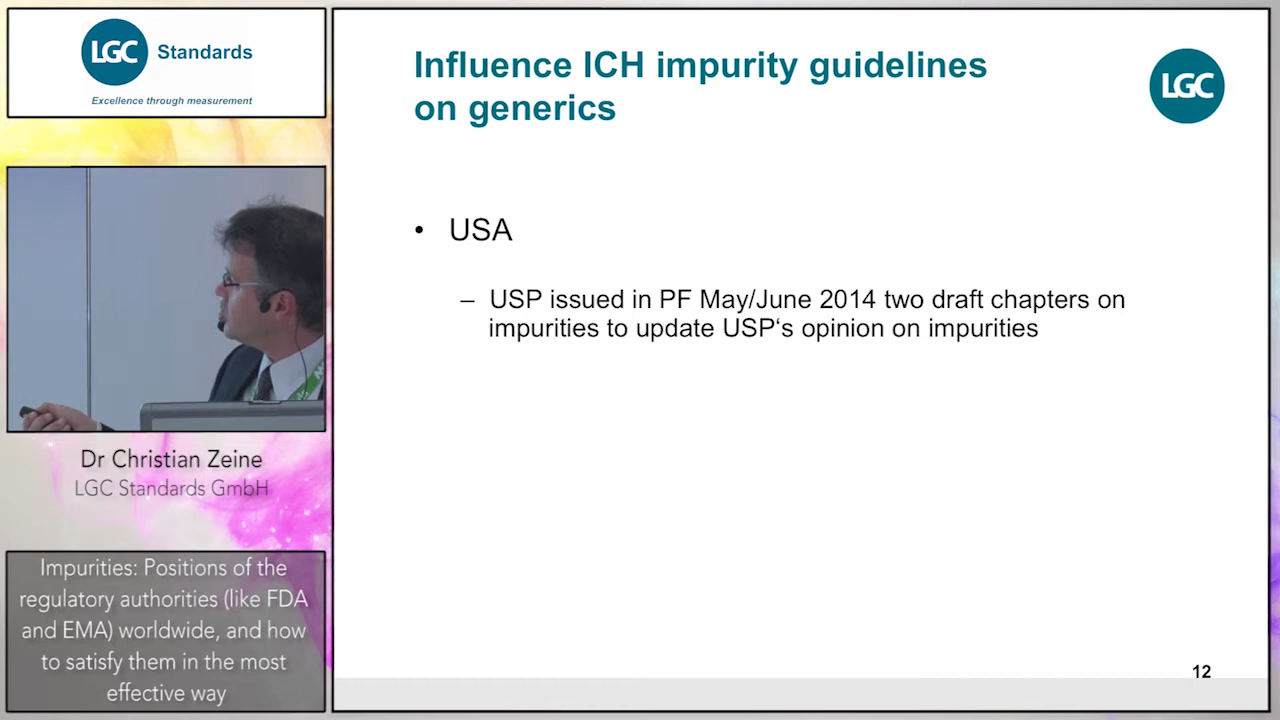 LGC Standards
Excellence through measurement
Dr Christian Zeine
LGC Standards GmbH
Impurities: Positions of the
regulatory authorities (like FDA
and EMA) worldwide, and how
to satisfy them in the most
effective way
Influence ICH impurity guidelines
on generics
LGC
• USA
– USP issued in PF May/June 2014 two draft chapters on
impurities to update USP‘s opinion on impurities
12